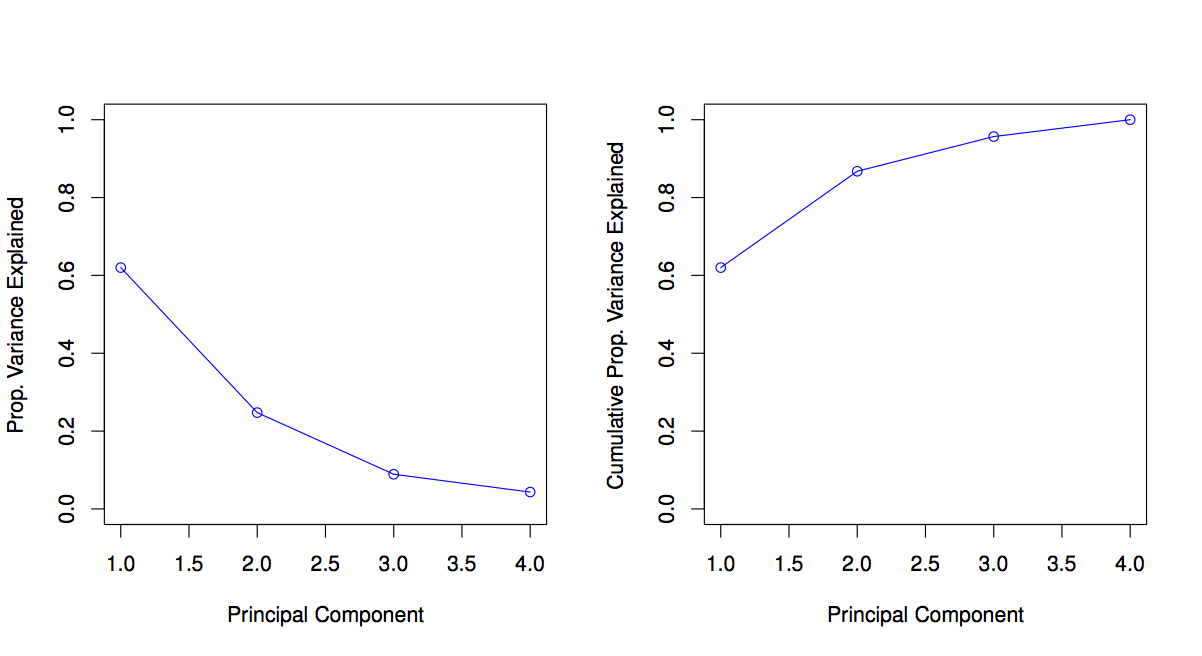 Prop. Variance Explained
1.0
0.8
0.6
0.4
0.2
0.0
1.0 1.5 2.0 2.5 3.0 3.5 4.0
Principal Component
Cumulative Prop. Variance Explained
1.0
0.8
0.6
0.4
0.2
0.0
1.0 1.5 2.0 2.5 3.0 3.5 4.0
Principal Component